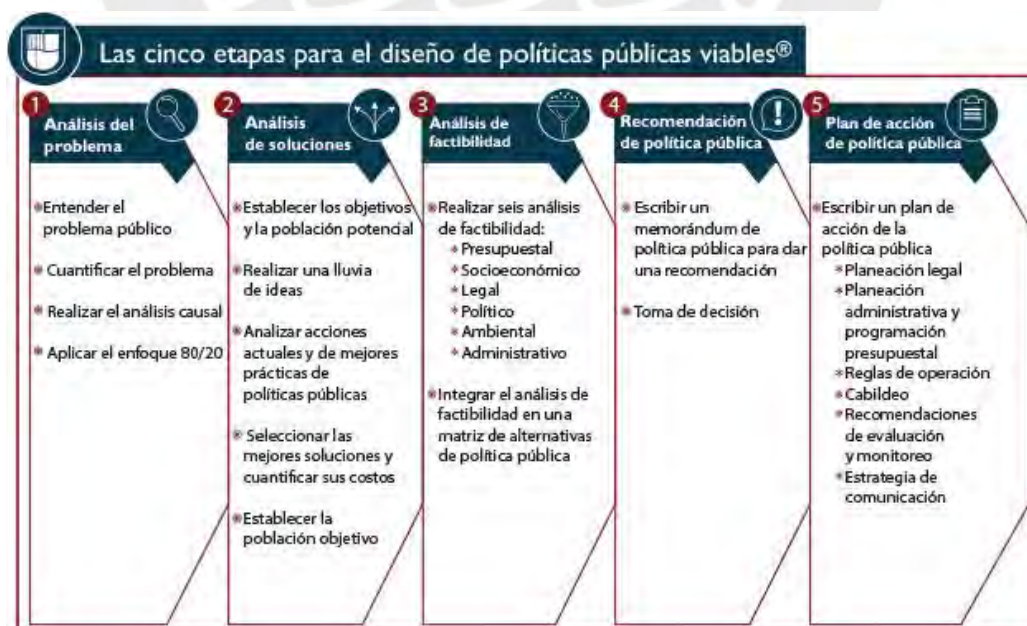 Las cinco etapas para el diseño de políticas públicas viables®
1
Análisis del
problema
*Entender el
problema público
* Cuantificar el problema
* Realizar el análisis causal
* Aplicar el enfoque 80/20
2
Análisis
de soluciones
*Establecer los objetivos
y la población potencial
*Realizar una lluvia
de ideas
*Analizar acciones
actuales y de mejores
prácticas de
políticas públicas
* Seleccionar las
mejores soluciones y
cuantificar sus costos
*Establecer la
población objetivo
3
Análisis de
factibilidad
*Realizar seis análisis
de factibilidad:
* Presupuestal
* Socioeconómico
* Legal
* Político
* Ambiental
* Administrativo
*Integrar el análisis de
factibilidad en una
matriz de alternativas
de política pública
4
Recomendación
de política pública
* Escribir un
memorándum de
política pública para dar
una recomendación
* Toma de decisión
5
Plan de acción
de política pública
*Escribir un plan de
acción de la
política pública
* Planeación legal
*Planeación
administrativa y
programación
presupuestal
*Reglas de operación
*Cabildeo
*Recomendaciones
de evaluación
y monitoreo
*Estrategia de
comunicación